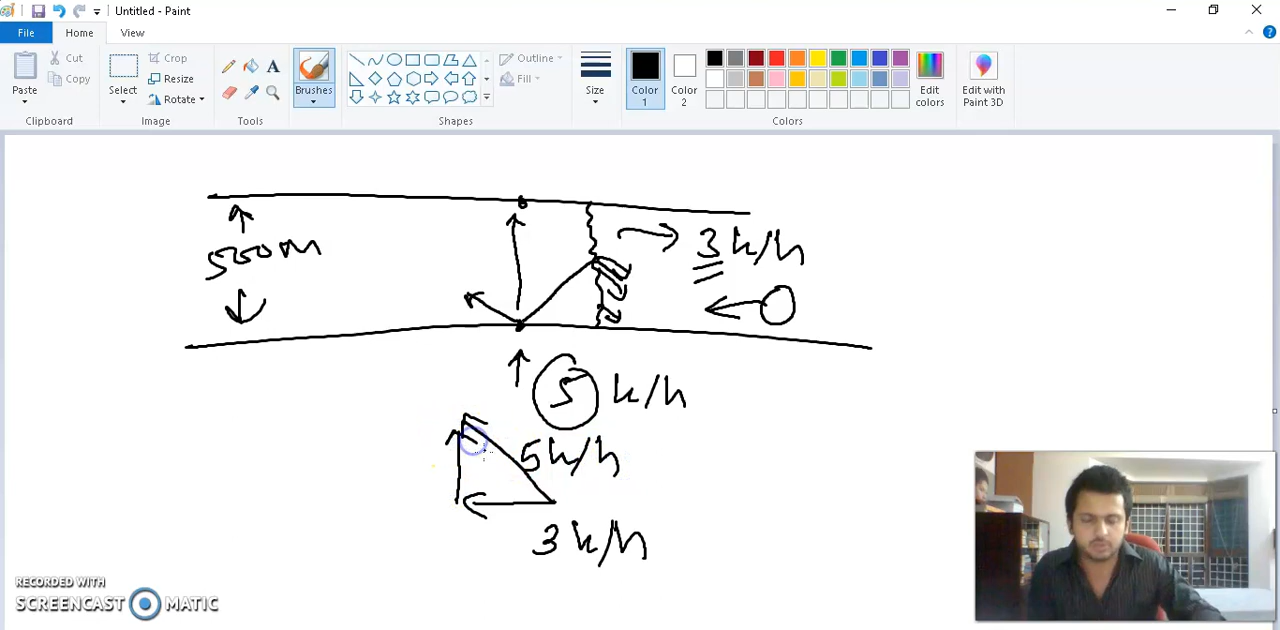 Untitled - Paint
File Home View
Cut
Copy
Paste
Clipboard
Select
Crop
Resize
Rotate
Image
Tools
Brushes
Shapes
Outline
Fill
Size
Color 1
Color 2
Colors
Edit colors
Edit with Paint 3D
500m
3 k/h
5 k/h
5k/h
3 k/h
RECORDED WITH
SCREENCAST MATIC